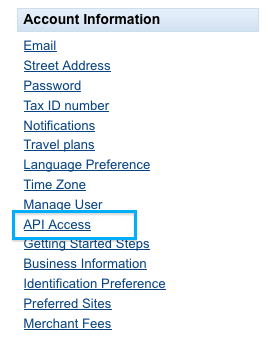 Account Information
Email
Street Address
Password
Tax ID number
Notifications
Travel plans
Language Preference
Time Zone
Manage User
API Access
Getting Started Steps
Business Information
Identification Preference
Preferred Sites
Merchant Fees